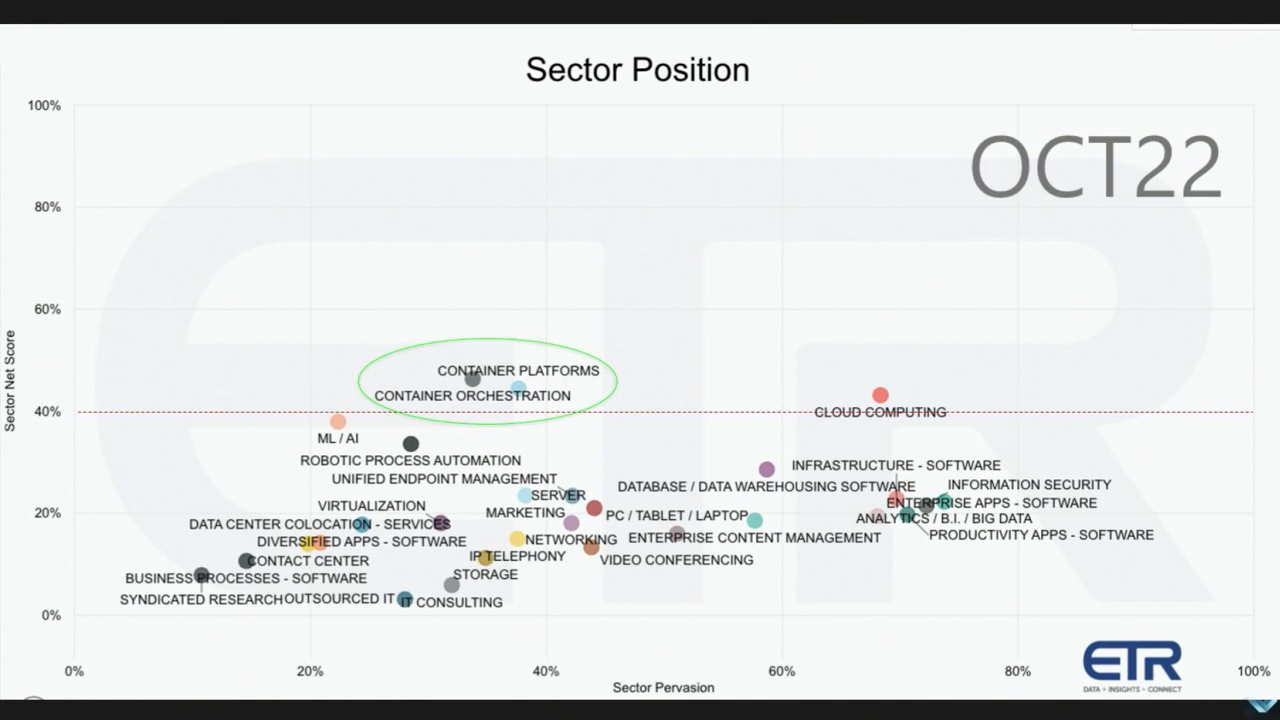 Sector Position
OCT22
100%
80%
60%
40%
20%
0%
Sector Net Score
CONTAINER PLATFORMS
CONTAINER ORCHESTRATION
CLOUD COMPUTING
ML / AI
ROBOTIC PROCESS AUTOMATION
INFRASTRUCTURE - SOFTWARE
UNIFIED ENDPOINT MANAGEMENT
DATABASE / DATA WAREHOUSING SOFTWARE
INFORMATION SECURITY
SERVER
ENTERPRISE APPS - SOFTWARE
VIRTUALIZATION
MARKETING
PC / TABLET / LAPTOP
ANALYTICS / B.I. / BIG DATA
DATA CENTER COLOCATION - SERVICES
PRODUCTIVITY APPS - SOFTWARE
DIVERSIFIED APPS - SOFTWARE
NETWORKING
ENTERPRISE CONTENT MANAGEMENT
IP TELEPHONY
CONTACT CENTER
VIDEO CONFERENCING
STORAGE
BUSINESS PROCESSES - SOFTWARE
SYNDICATED RESEARCH
OUTSOURCED IT
IT CONSULTING
0%
20%
40%
60%
80%
100%
Sector Pervasion
ETR
DATA + INSIGHTS + CONNECT
ETR